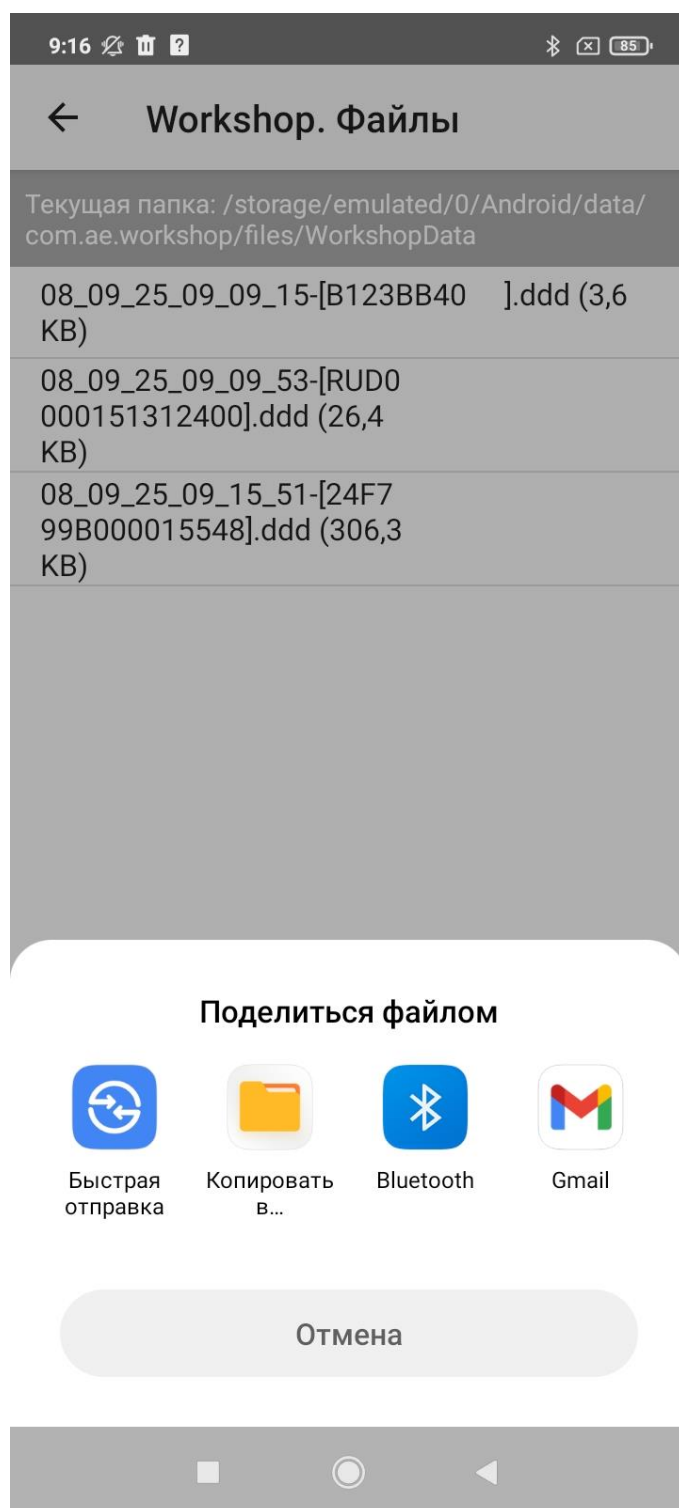 9:16
85
Workshop. Файлы
Текущая папка: /storage/emulated/0/Android/data/
com.ae.workshop/files/WorkshopData
08_09_25_09_09_15-[B123BB40    ].ddd (3,6
KB)
08_09_25_09_09_53-[RUD0
000151312400].ddd (26,4
KB)
08_09_25_09_15_51-[24F7
99B000015548].ddd (306,3
KB)
Поделиться файлом
Быстрая Копировать Bluetooth Gmail
отправка в...
Отмена